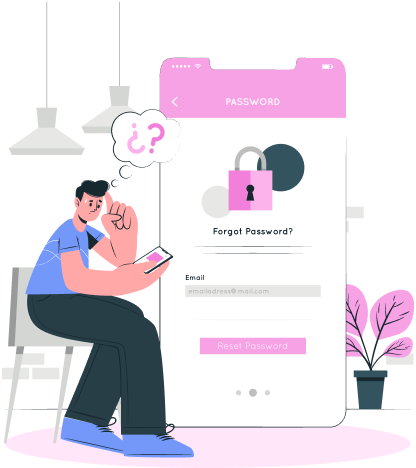 ¿?
PASSWORD
Forgot Password?
Email
emailadress@mail.com
Reset Password